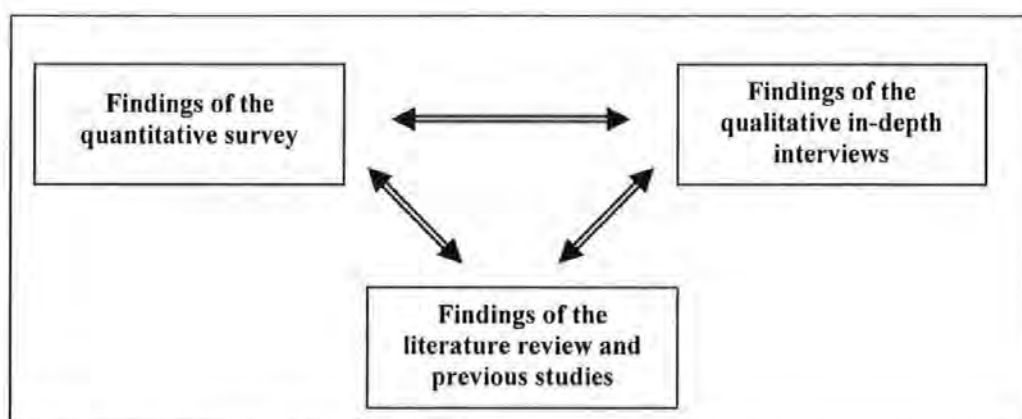 Findings of the
quantitative survey
Findings of the
qualitative in-depth
interviews
Findings of the
literature review and
previous studies